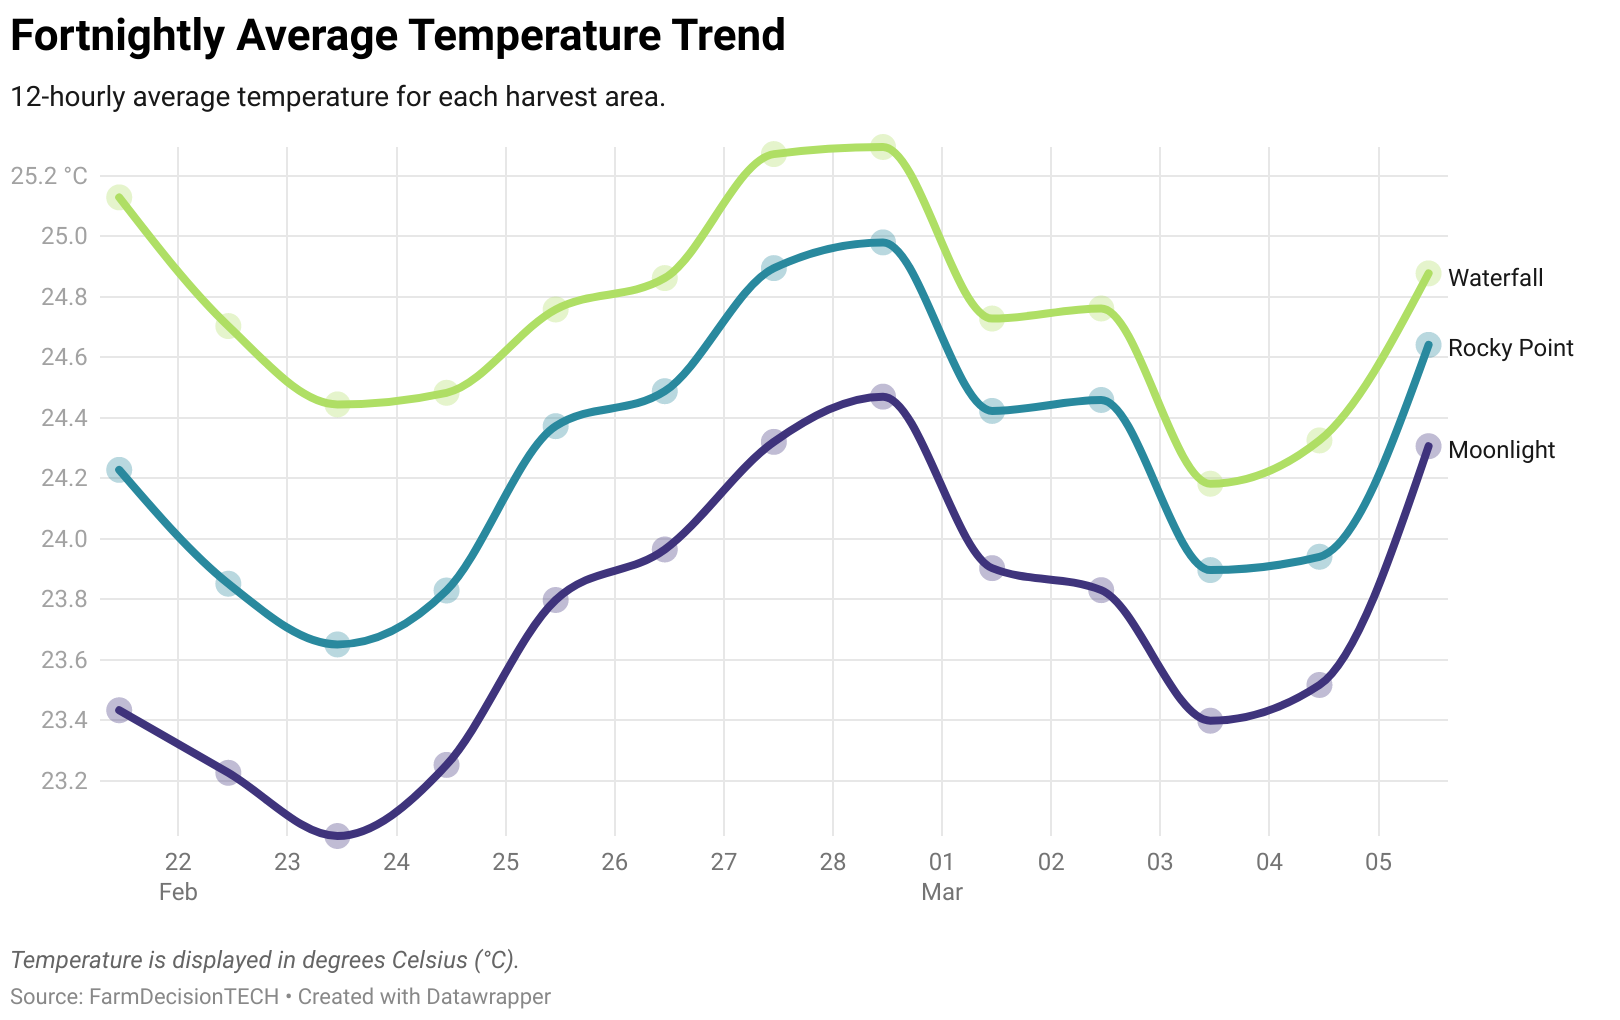 Fortnightly Average Temperature Trend
12-hourly average temperature for each harvest area.
25.2 °C
25.0
24.8
24.6
24.4
24.2
24.0
23.8
23.6
23.4
23.2
Waterfall
Rocky Point
Moonlight
22 23 24 25 26 27 28 01 02 03 04 05
Feb Mar
Temperature is displayed in degrees Celsius (°C).
Source: FarmDecisionTECH • Created with Datawrapper